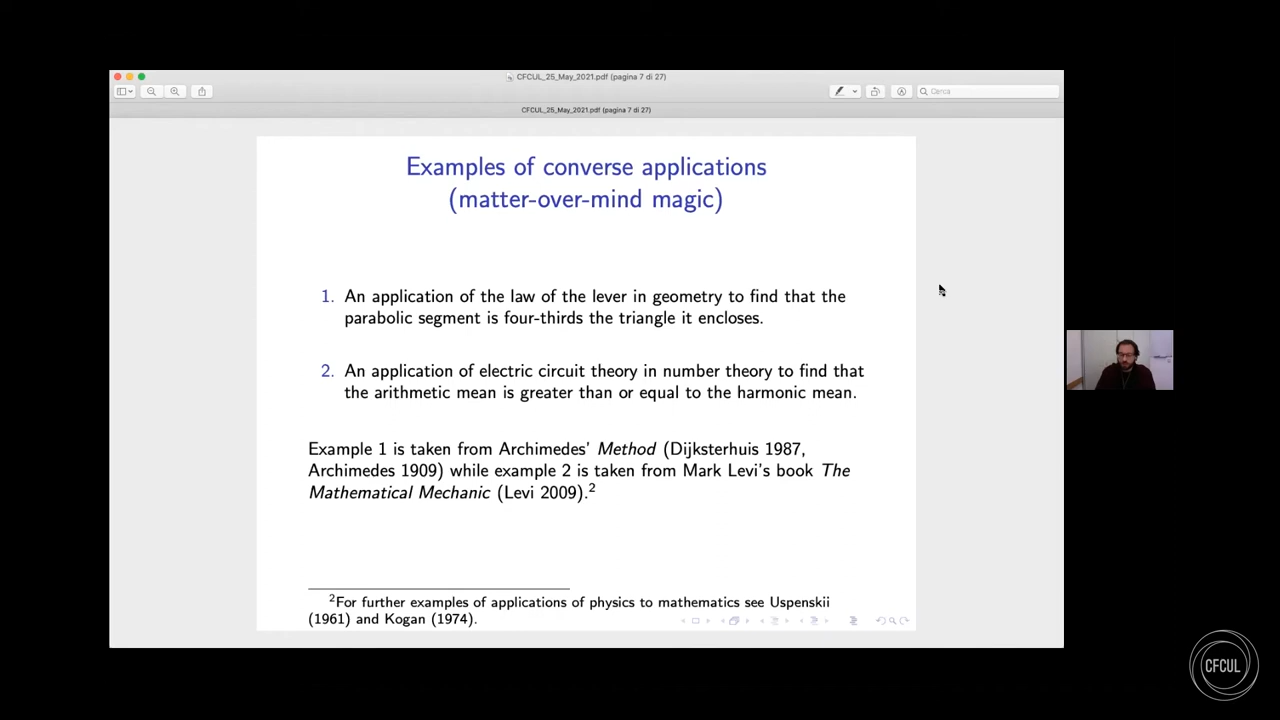 CFCUL_25_May_2021.pdf (pagina 7 di 27)
Cerca
CFCUL_25_May_2021.pdf (pagina 7 di 27)
Examples of converse applications
(matter-over-mind magic)
1. An application of the law of the lever in geometry to find that the
parabolic segment is four-thirds the triangle it encloses.
2. An application of electric circuit theory in number theory to find that
the arithmetic mean is greater than or equal to the harmonic mean.
Example 1 is taken from Archimedes' Method (Dijksterhuis 1987,
Archimedes 1909) while example 2 is taken from Mark Levi's book The
Mathematical Mechanic (Levi 2009).2
2For further examples of applications of physics to mathematics see Uspenskii
(1961) and Kogan (1974).
CFCUL